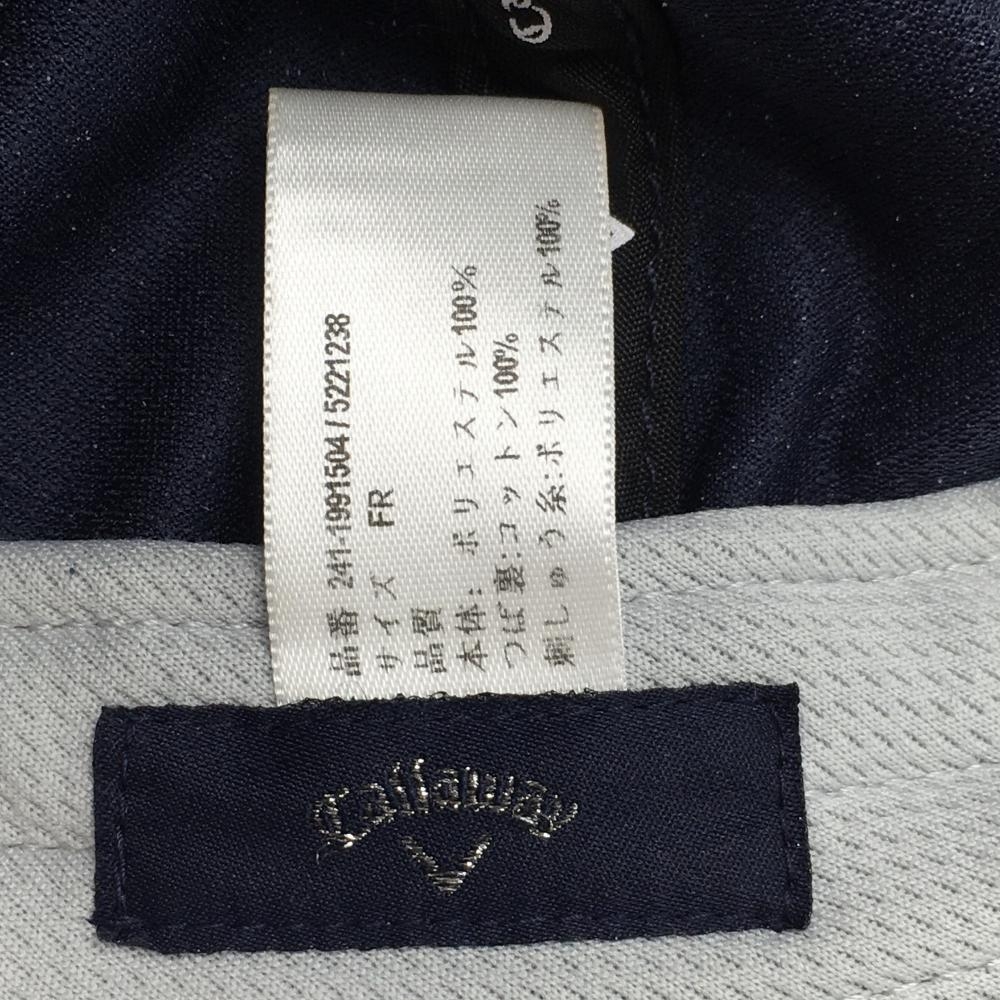 品番 241-1991504 / 5221238
サイズ FR
品質
本体: ポリエステル100%
つば裏:コットン100%
刺しゅう糸:ポリエステル100%
Callaway